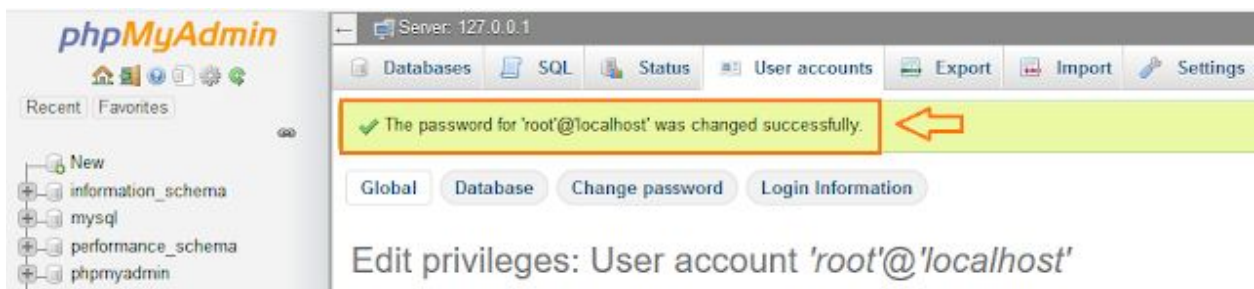 phpMyAdmin
Recent Favorites
New
information_schema
mysql
performance_schema
phpmyadmin
Server: 127.0.0.1
Databases SQL Status User accounts Export Import Settings
The password for 'root'@'localhost' was changed successfully.
Global Database Change password Login Information
Edit privileges: User account 'root'@'localhost'